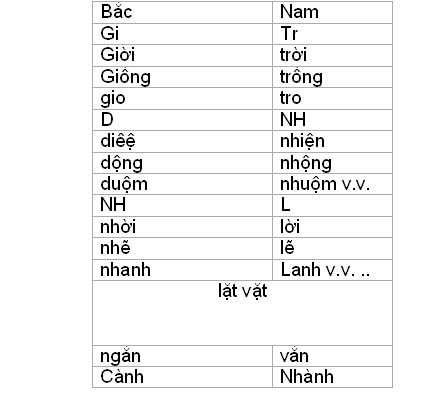 Bắc Nam
Gi Tr
Giời trời
Giông trông
gio tro
D NH
diêệ nhiện
dộng nhộng
duộm nhuộm v.v.
NH L
nhời lời
nhẽ lẽ
nhanh Lanh v.v. ..
lặt vặt
ngắn vắn
Cành Nhành